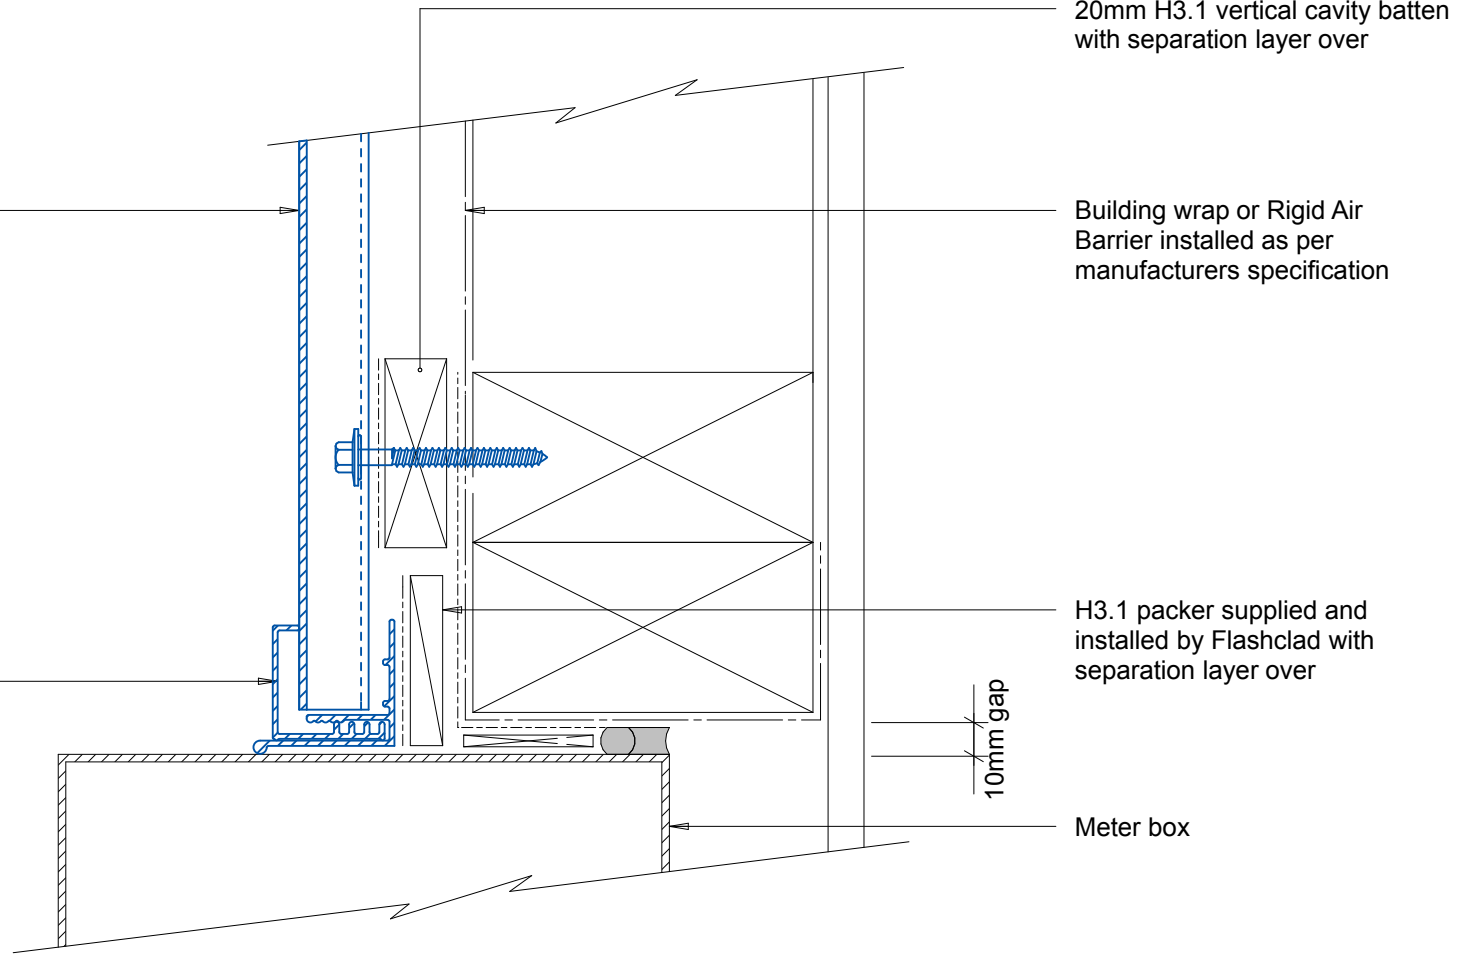 20mm H3.1 vertical cavity batten
with separation layer over
Building wrap or Rigid Air
Barrier installed as per
manufacturers specification
H3.1 packer supplied and
installed by Flashclad with
separation layer over
10mm gap
Meter box